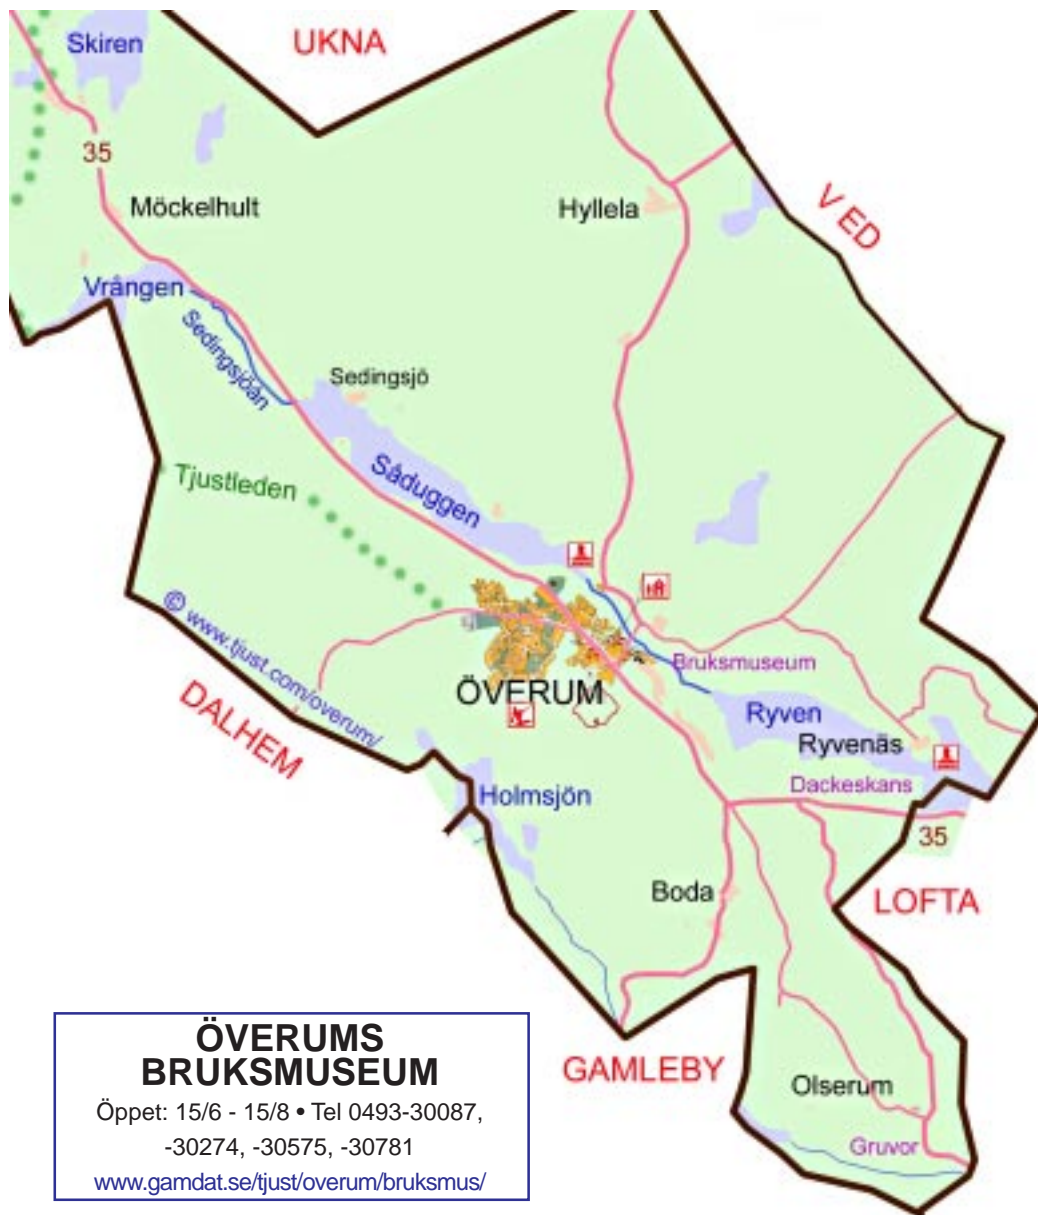 Skiren
UKNA
35
Möckelhult
Hyllela
V ED
Vrången
Sedingsjöån
Sedingsjö
Såduggen
Tjustleden
© www.tjust.com/overum/
Bruksmuseum
ÖVERUM
DALHEM
Ryven
Ryvenäs
Holmsjön
Dackeskans
35
Boda
LOFTA
GAMLEBY
Olserum
Gruvor
ÖVERUMS
BRUKSMUSEUM
Öppet: 15/6 - 15/8 • Tel 0493-30087,
-30274, -30575, -30781
www.gamdat.se/tjust/overum/bruksmus/